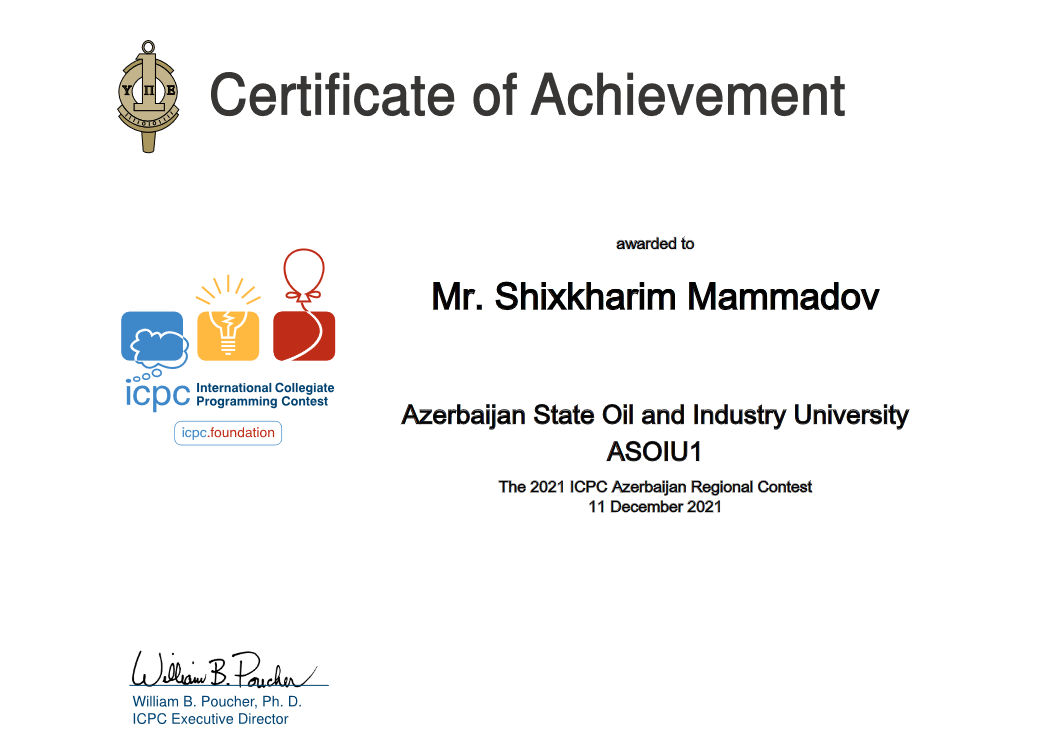 Υ Π Ε
Certificate of Achievement
awarded to
Mr. Shixkharim Mammadov
icpc International Collegiate
Programming Contest
icpc.foundation
Azerbaijan State Oil and Industry University
ASOIU1
The 2021 ICPC Azerbaijan Regional Contest
11 December 2021
William B. Poucher
William B. Poucher, Ph. D.
ICPC Executive Director